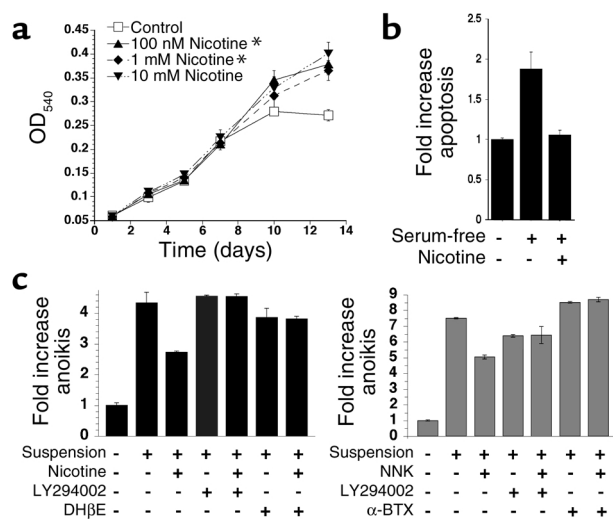 a
Control
100 nM Nicotine *
1 mM Nicotine *
10 mM Nicotine
OD540
0.45
0.4
0.35
0.3
0.25
0.2
0.15
0.1
0.05
0 2 4 6 8 10 12 14
Time (days)
b
Fold increase
apoptosis
2.5
2
1.5
1
0.5
0
Serum-free - + +
Nicotine - - +
c
Fold increase
anoikis
4
3
2
1
0
Suspension - + + + + + +
Nicotine - - + - + - +
LY294002 - - - + + - -
DHβE - - - - - + +
Fold increase
anoikis
9
8
7
6
5
4
3
2
1
0
Suspension - + + + + + +
NNK - - + - + - +
LY294002 - - - + + - -
α-BTX - - - - - + +